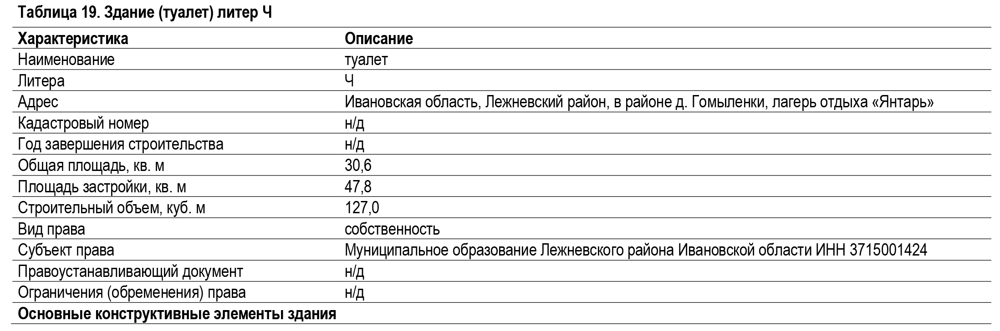 Таблица 19. Здание (туалет) литер Ч
Характеристика Описание
Наименование туалет
Литера Ч
Адрес Ивановская область, Лежневский район, в районе д. Гомыленки, лагерь отдыха «Янтарь»
Кадастровый номер н/д
Год завершения строительства н/д
Общая площадь, кв. м 30,6
Площадь застройки, кв. м 47,8
Строительный объем, куб. м 127,0
Вид права собственность
Субъект права Муниципальное образование Лежневского района Ивановской области ИНН 3715001424
Правоустанавливающий документ н/д
Ограничения (обременения) права н/д
Основные конструктивные элементы здания